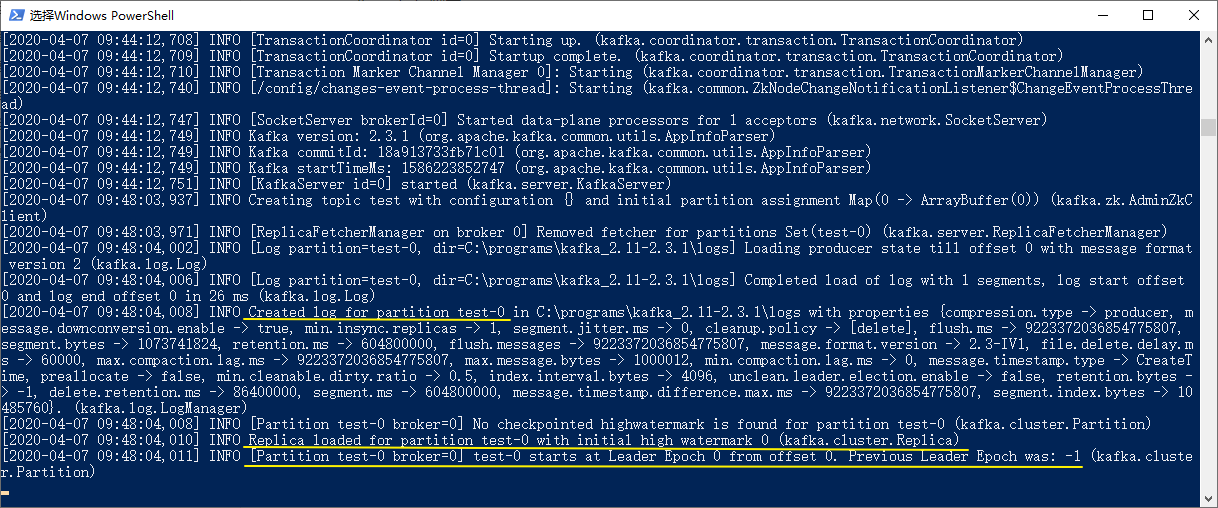 选择Windows PowerShell
[2020-04-07 09:44:12,708] INFO [TransactionCoordinator id=0] Starting up. (kafka.coordinator.transaction.TransactionCoordinator)
[2020-04-07 09:44:12,709] INFO [TransactionCoordinator id=0] Startup complete. (kafka.coordinator.transaction.TransactionCoordinator)
[2020-04-07 09:44:12,710] INFO [Transaction Marker Channel Manager 0]: Starting (kafka.coordinator.transaction.TransactionMarkerChannelManager)
[2020-04-07 09:44:12,740] INFO [/config/changes-event-process-thread]: Starting (kafka.common.ZkNodeChangeNotificationListener$ChangeEventProcessThre
ad)
[2020-04-07 09:44:12,747] INFO [SocketServer brokerId=0] Started data-plane processors for 1 acceptors (kafka.network.SocketServer)
[2020-04-07 09:44:12,749] INFO Kafka version: 2.3.1 (org.apache.kafka.common.utils.AppInfoParser)
[2020-04-07 09:44:12,749] INFO Kafka commitId: 18a913733fb71c01 (org.apache.kafka.common.utils.AppInfoParser)
[2020-04-07 09:44:12,749] INFO Kafka startTimeMs: 1586223852747 (org.apache.kafka.common.utils.AppInfoParser)
[2020-04-07 09:44:12,751] INFO [KafkaServer id=0] started (kafka.server.KafkaServer)
[2020-04-07 09:48:03,937] INFO Creating topic test with configuration {} and initial partition assignment Map(0 -> ArrayBuffer(0)) (kafka.zk.AdminZkC
lient)
[2020-04-07 09:48:03,971] INFO [ReplicaFetcherManager on broker 0] Removed fetcher for partitions Set(test-0) (kafka.server.ReplicaFetcherManager)
[2020-04-07 09:48:04,002] INFO [Log partition=test-0, dir=C:\programs\kafka_2.11-2.3.1\logs] Loading producer state till offset 0 with message format
 version 2 (kafka.log.Log)
[2020-04-07 09:48:04,006] INFO [Log partition=test-0, dir=C:\programs\kafka_2.11-2.3.1\logs] Completed load of log with 1 segments, log start offset
0 and log end offset 0 in 26 ms (kafka.log.Log)
[2020-04-07 09:48:04,008] INFO Created log for partition test-0 in C:\programs\kafka_2.11-2.3.1\logs with properties {compression.type -> producer, m
essage.downconversion.enable -> true, min.insync.replicas -> 1, segment.jitter.ms -> 0, cleanup.policy -> [delete], flush.ms -> 9223372036854775807,
segment.bytes -> 1073741824, retention.ms -> 604800000, flush.messages -> 9223372036854775807, message.format.version -> 2.3-IV1, file.delete.delay.m
s -> 60000, max.compaction.lag.ms -> 9223372036854775807, max.message.bytes -> 1000012, min.compaction.lag.ms -> 0, message.timestamp.type -> CreateT
ime, preallocate -> false, min.cleanable.dirty.ratio -> 0.5, index.interval.bytes -> 4096, unclean.leader.election.enable -> false, retention.bytes -
> -1, delete.retention.ms -> 86400000, segment.ms -> 604800000, message.timestamp.difference.max.ms -> 9223372036854775807, segment.index.bytes -> 10
485760}. (kafka.log.LogManager)
[2020-04-07 09:48:04,008] INFO [Partition test-0 broker=0] No checkpointed highwatermark is found for partition test-0 (kafka.cluster.Partition)
[2020-04-07 09:48:04,010] INFO Replica loaded for partition test-0 with initial high watermark 0 (kafka.cluster.Replica)
[2020-04-07 09:48:04,011] INFO [Partition test-0 broker=0] test-0 starts at Leader Epoch 0 from offset 0. Previous Leader Epoch was: -1 (kafka.cluste
r.Partition)